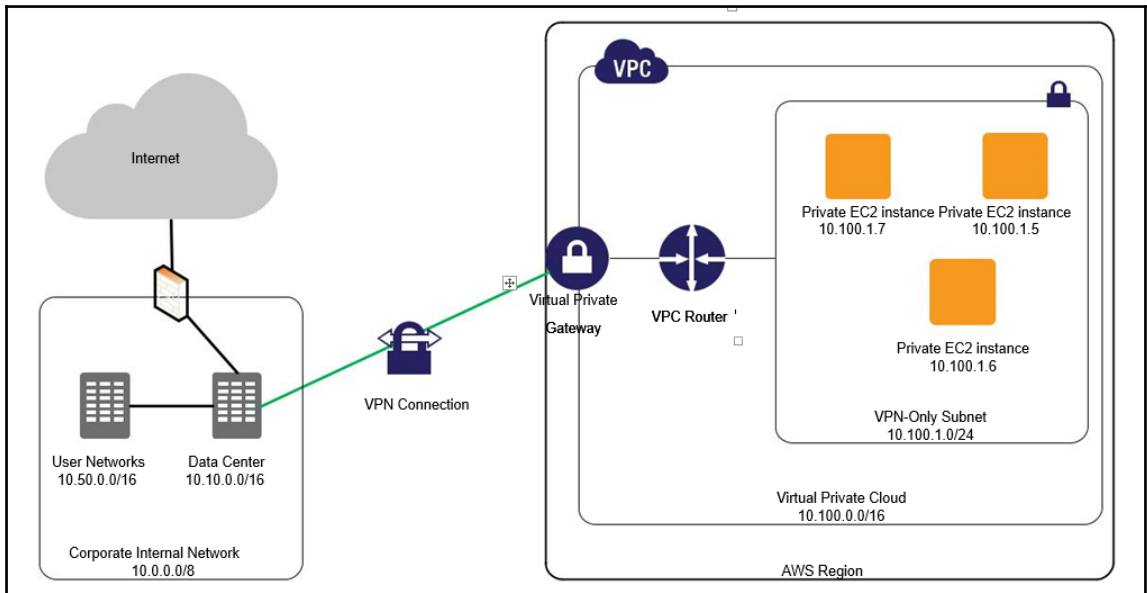 VPC
Internet
Private EC2 instance
10.100.1.7
Private EC2 instance
10.100.1.5
Virtual Private
Gateway
VPC Router '
Private EC2 instance
10.100.1.6
VPN Connection
VPN-Only Subnet
10.100.1.0/24
User Networks
10.50.0.0/16
Data Center
10.10.0.0/16
Virtual Private Cloud
10.100.0.0/16
Corporate Internal Network
10.0.0.0/8
AWS Region